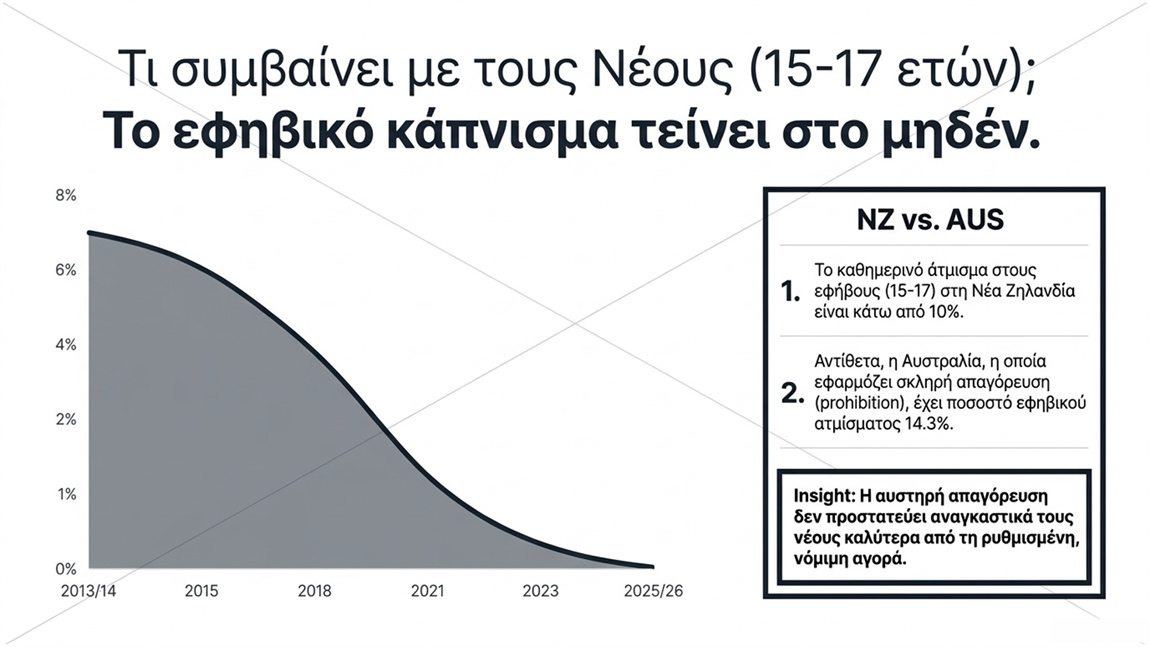 Τι συμβαίνει με τους Νέους (15-17 ετών);
Το εφηβικό κάπνισμα τείνει στο μηδέν.
8%
6%
4%
2%
1%
0%
2013/14
2015
2018
2021
2023
2025/26
NZ vs. AUS
1. Το καθημερινό άτμισμα στους
εφήβους (15-17) στη Νέα Ζηλανδία
είναι κάτω από 10%.
2. Αντίθετα, η Αυστραλία, η οποία
εφαρμόζει σκληρή απαγόρευση
(prohibition), έχει ποσοστό εφηβικού
ατμίσματος 14.3%.
Insight: Η αυστηρή απαγόρευση
δεν προστατεύει αναγκαστικά τους
νέους καλύτερα από τη ρυθμισμένη,
νόμιμη αγορά.